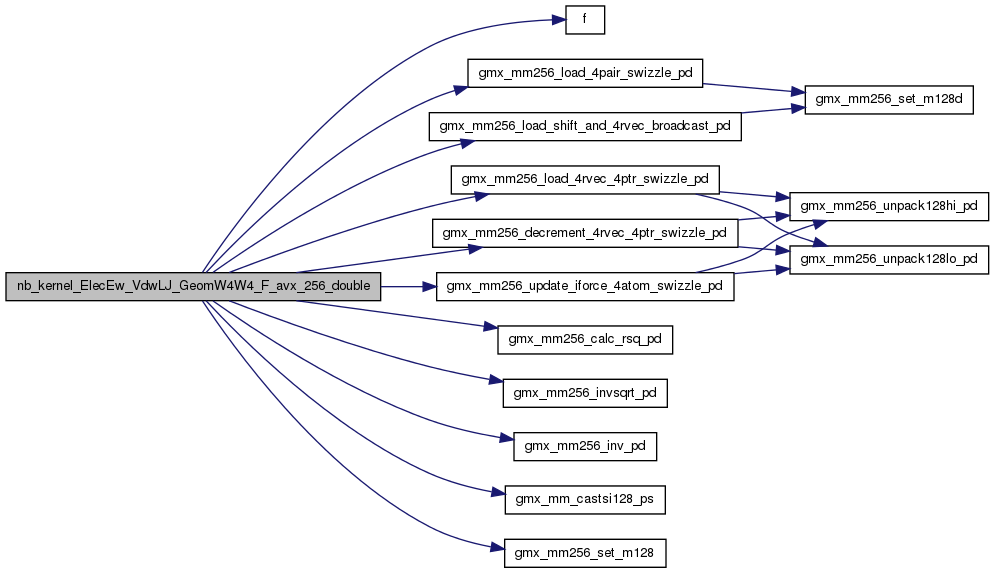 f
gmx_mm256_load_4pair_swizzle_pd
gmx_mm256_set_m128d
gmx_mm256_load_shift_and_4rvec_broadcast_pd
gmx_mm256_load_4rvec_4ptr_swizzle_pd
gmx_mm256_unpack128hi_pd
gmx_mm256_decrement_4rvec_4ptr_swizzle_pd
gmx_mm256_unpack128lo_pd
nb_kernel_ElecEw_VdwLJ_GeomW4W4_F_avx_256_double
gmx_mm256_update_iforce_4atom_swizzle_pd
gmx_mm256_calc_rsq_pd
gmx_mm256_invsqrt_pd
gmx_mm256_inv_pd
gmx_mm_castsi128_ps
gmx_mm256_set_m128